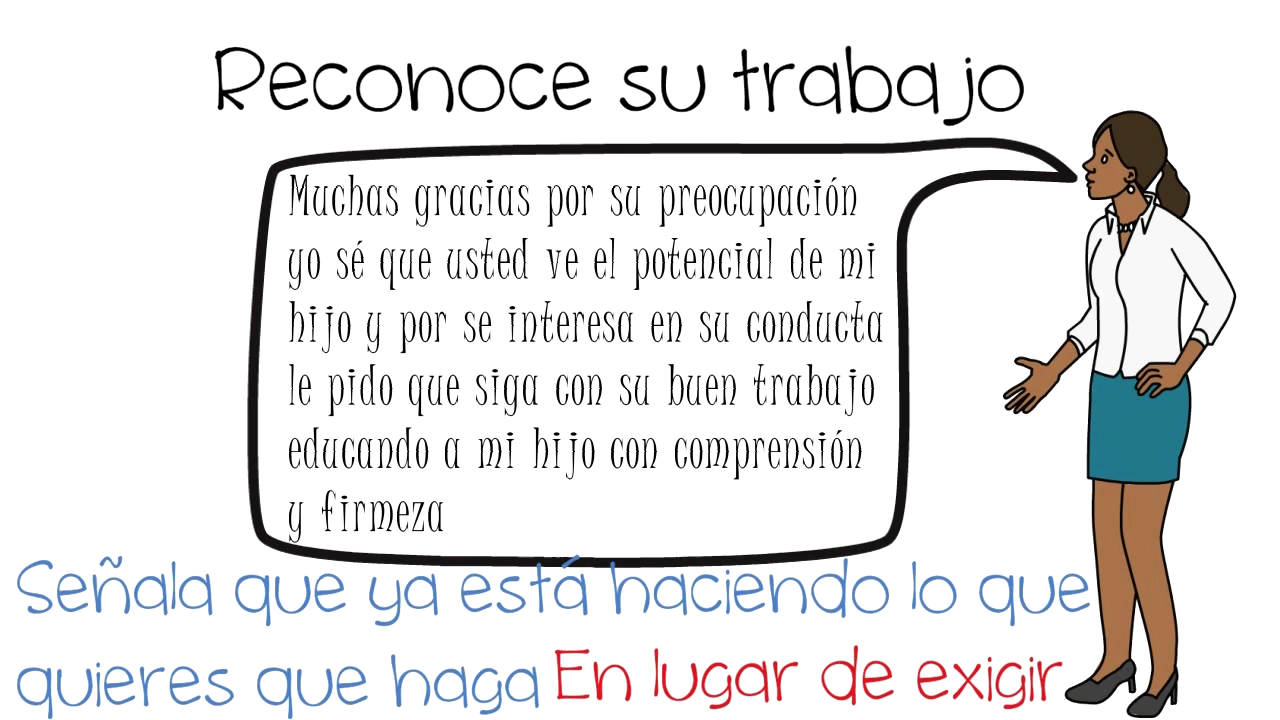 Reconoce su trabajo
Muchas gracias por su preocupación
yo sé que usted ve el potencial de mi
hijo y por se interesa en su conducta
le pido que siga con su buen trabajo
educando a mi hijo con comprensión
y firmeza
Señala que ya está haciendo lo que
quieres que haga En lugar de exigir